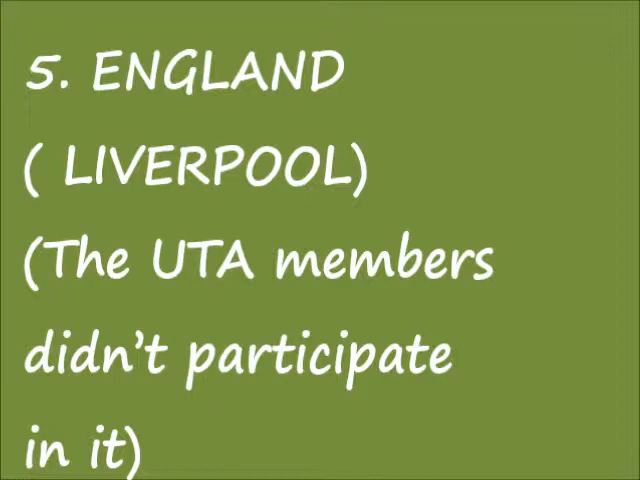 5. ENGLAND
( LIVERPOOL)
(The UTA members
didn't participate
in it)